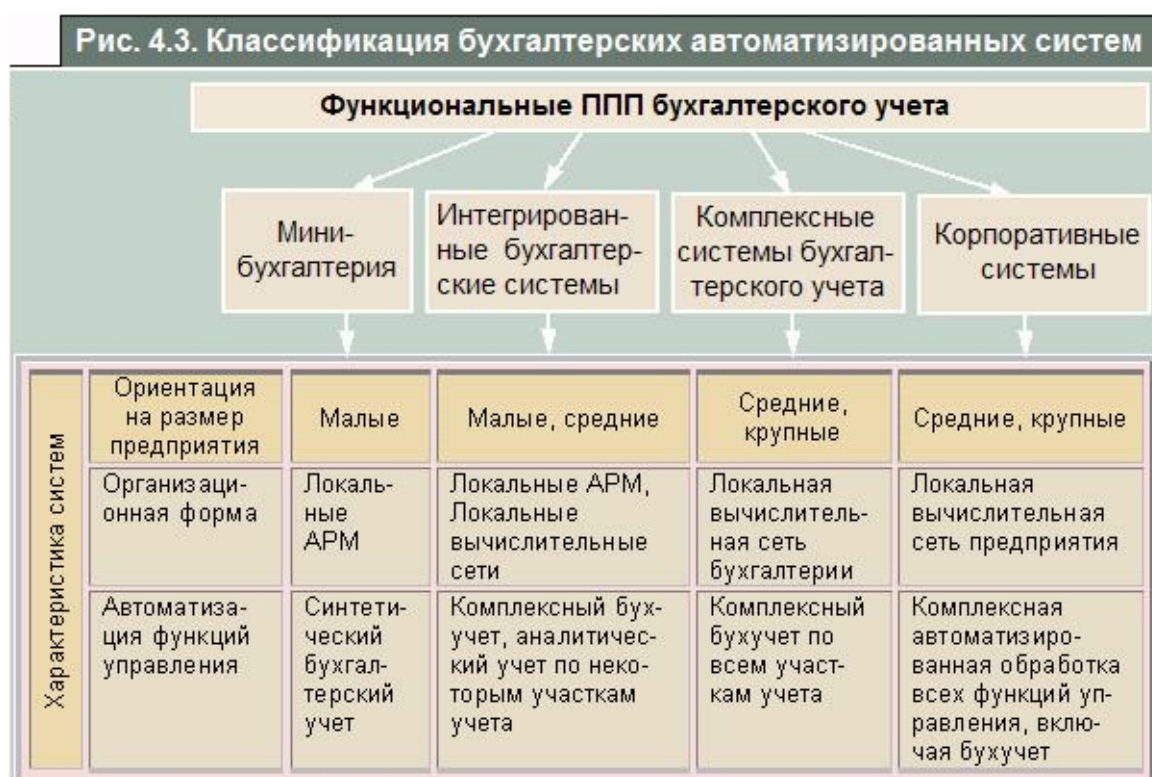 Рис. 4.3. Классификация бухгалтерских автоматизированных систем
Функциональные ППП бухгалтерского учета
Мини-
бухгалтерия
Интегрирован-
ные бухгалтер-
ские системы
Комплексные
системы бухгал-
терского учета
Корпоративные
системы
Характеристика систем
Ориентация
на размер
предприятия
Малые
Малые, средние
Средние,
крупные
Средние, крупные
Организаци-
онная форма
Локаль-
ные
АРМ
Локальные АРМ,
Локальные
вычислительные
сети
Локальная
вычислитель-
ная сеть
бухгалтерии
Локальная
вычислительная
сеть предприятия
Автоматиза-
ция функций
управления
Синтети-
ческий
бухгал-
терский
учет
Комплексный бух-
учет, аналитичес-
кий учет по неко-
торым участкам
учета
Комплексный
бухучет по
всем участ-
кам учета
Комплексная
автоматизиро-
ванная обработка
всех функций уп-
равления, вклю-
чая бухучет